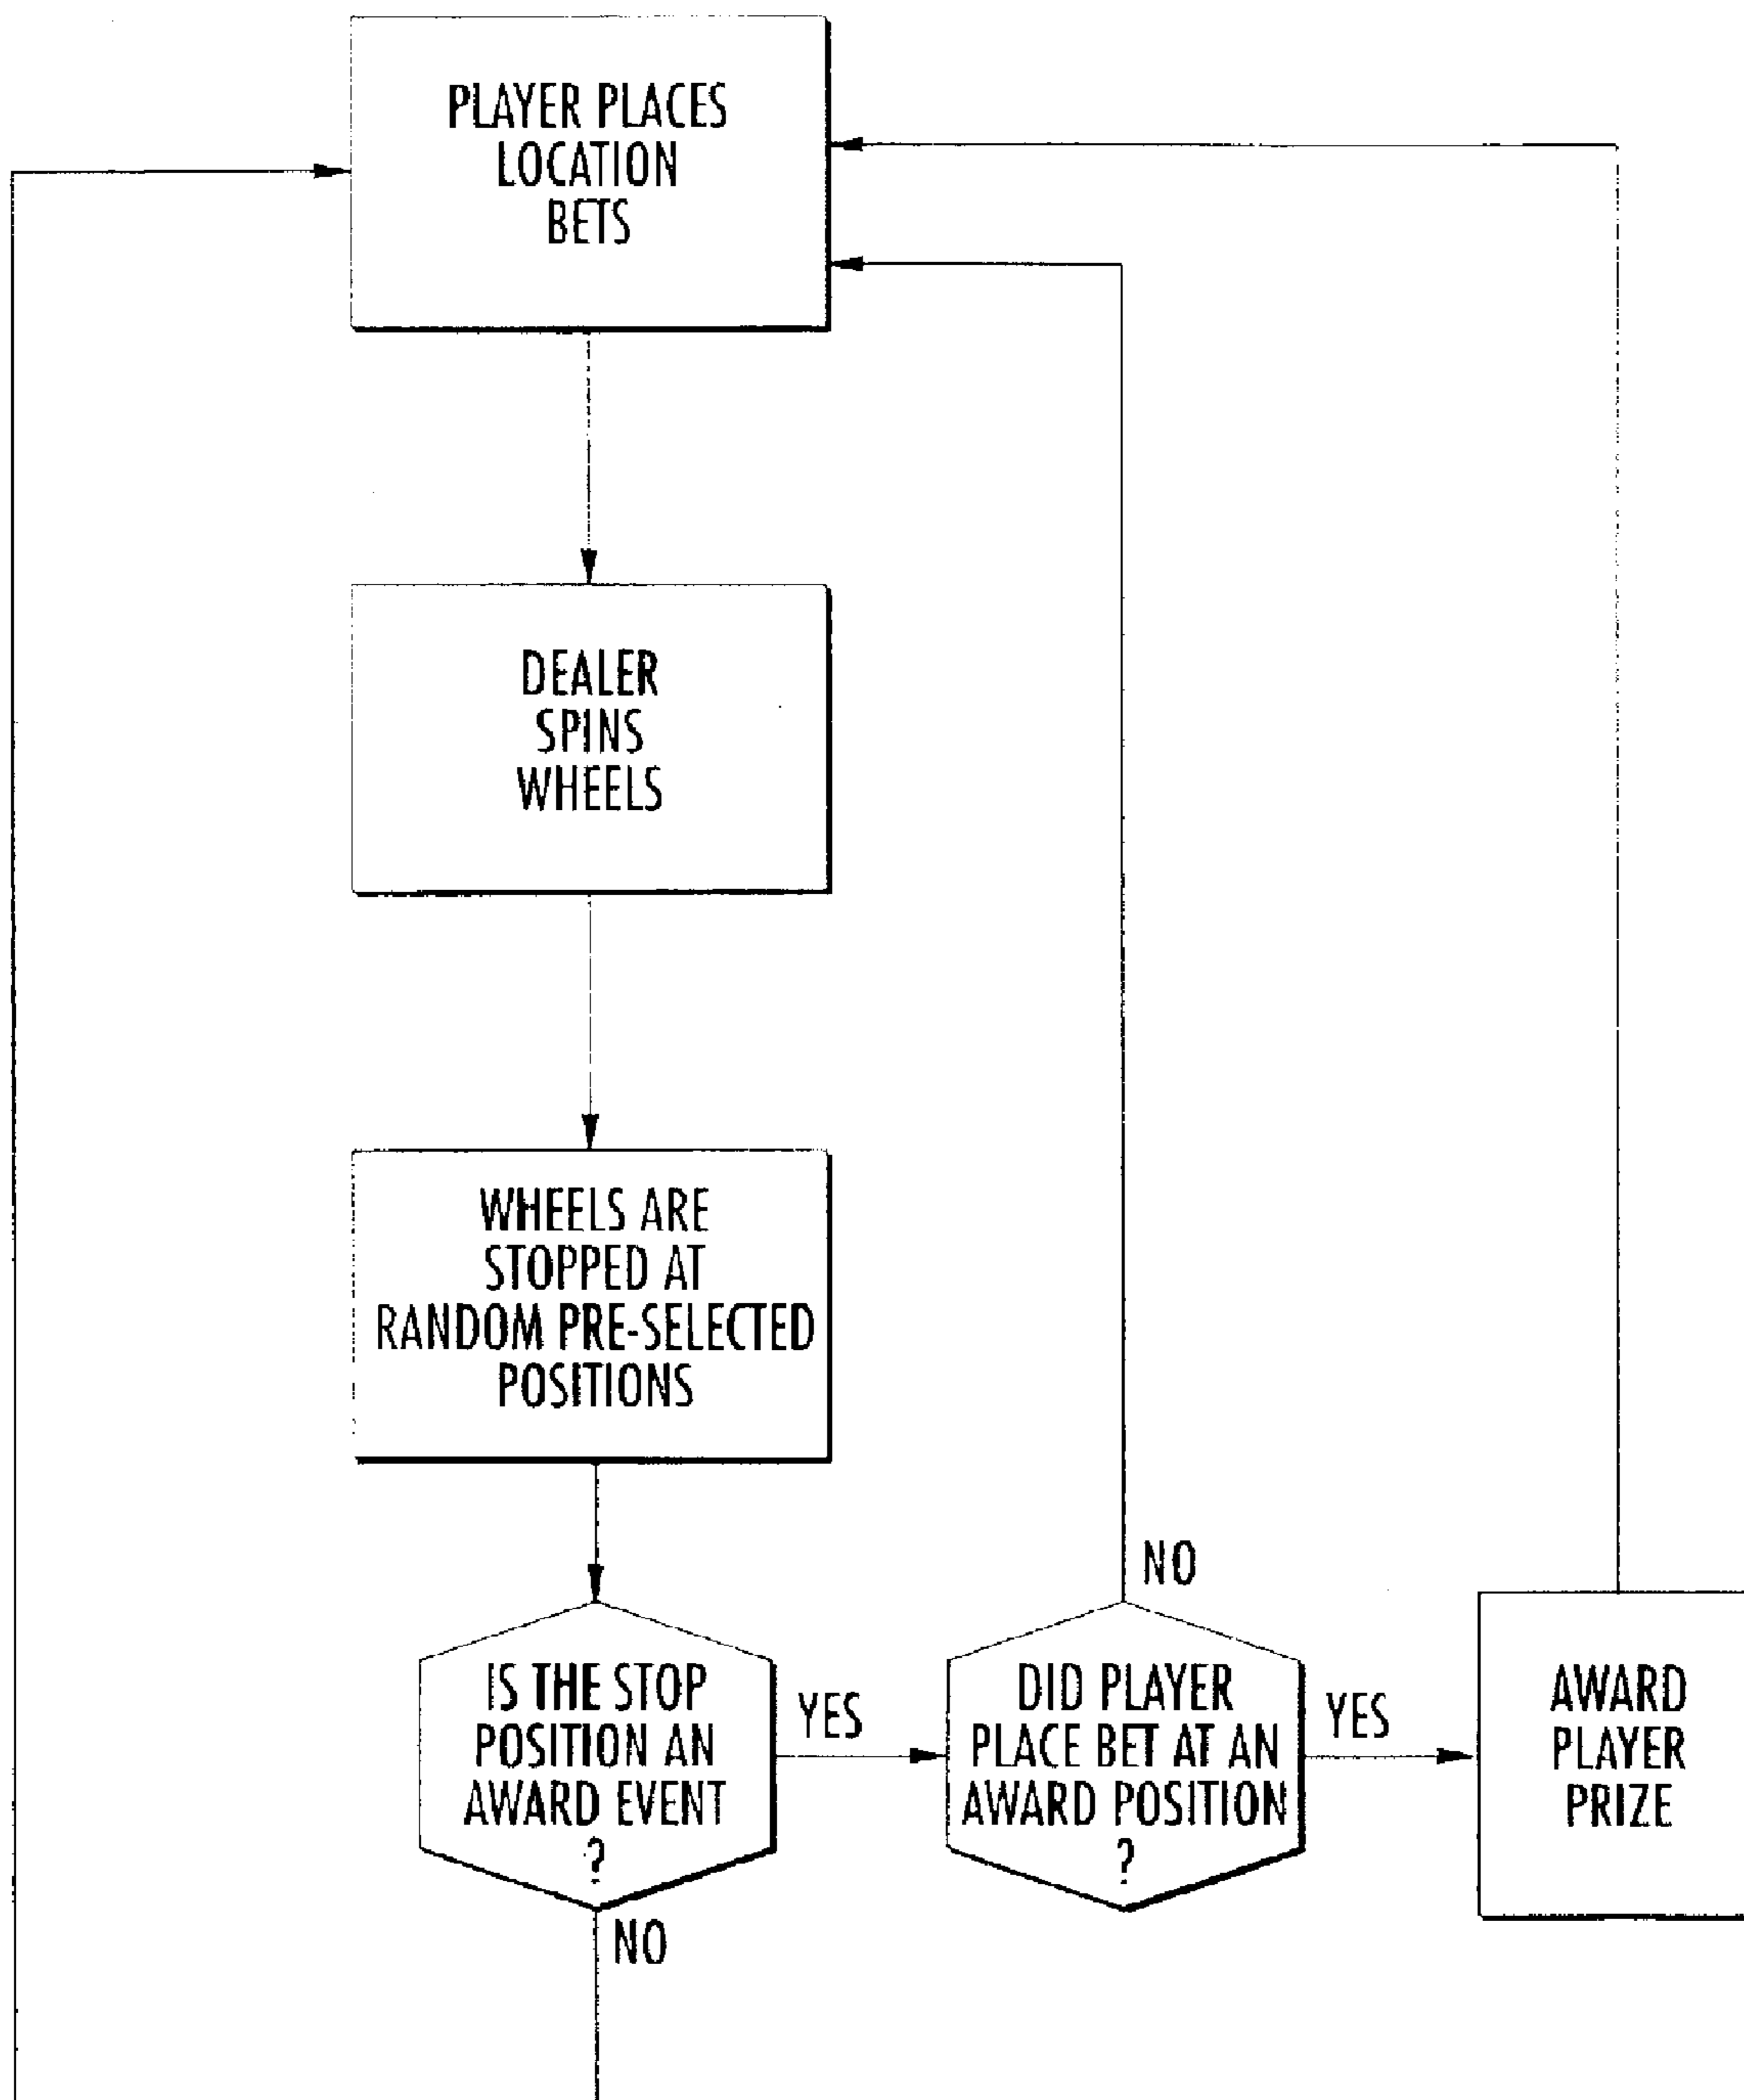 PLAYER PLACES
LOCATION
BETS
DEALER
SPINS
WHEELS
WHEELS ARE
STOPPED AT
RANDOM PRE-SELECTED
POSITIONS
IS THE STOP
POSITION AN
AWARD EVENT
?
YES
NO
DID PLAYER
PLACE BET AT AN
AWARD POSITION
?
NO
YES
AWARD
PLAYER
PRIZE